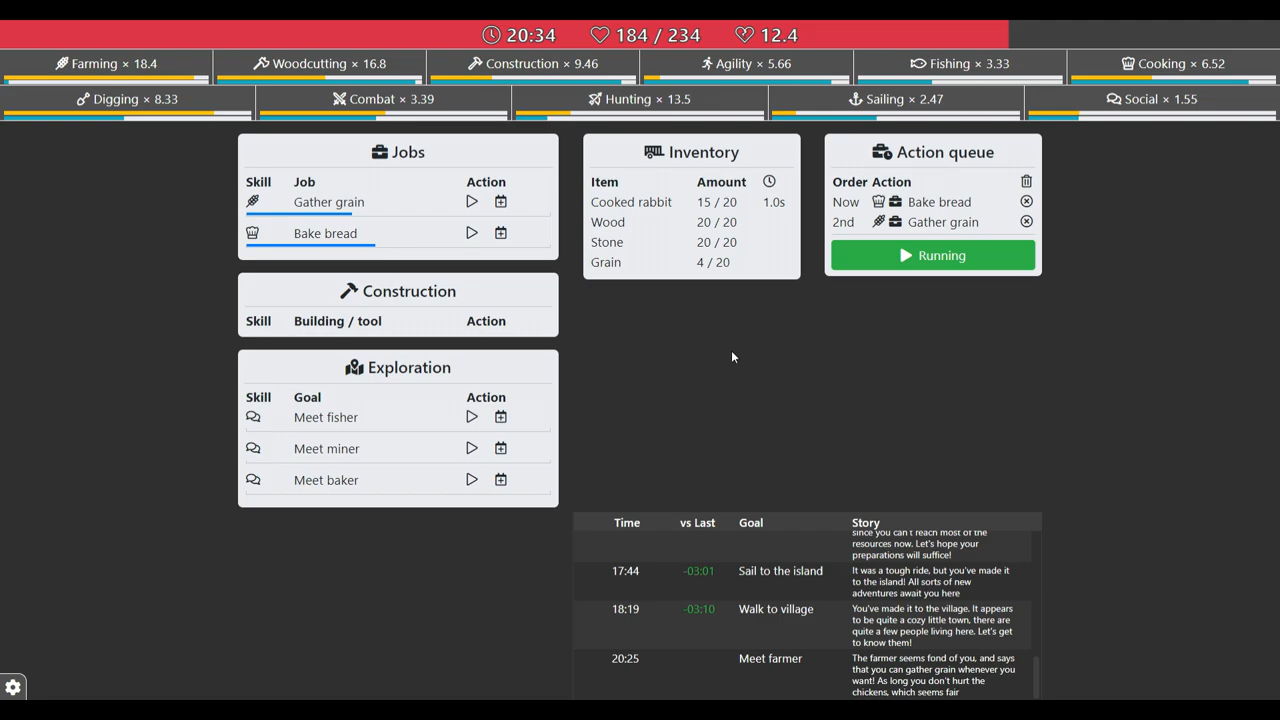 20:34 184 / 234 12.4
Farming × 18.4 Woodcutting × 16.8 Construction × 9.46 Agility × 5.66 Fishing × 3.33 Cooking × 6.52
Digging × 8.33 Combat × 3.39 Hunting × 13.5 Sailing × 2.47 Social × 1.55
Jobs
Skill Job Action
Gather grain
Bake bread
Construction
Skill Building / tool Action
Exploration
Skill Goal Action
Meet fisher
Meet miner
Meet baker
Inventory
Item Amount
Cooked rabbit 15 / 20 1.0s
Wood 20 / 20
Stone 20 / 20
Grain 4 / 20
Action queue
Order Action
Now Bake bread
2nd Gather grain
Running
Time vs Last Goal Story
since you can't reach most of the
resources now. Let's hope your
preparations will suffice!
17:44 -03:01 Sail to the island It was a tough ride, but you've made it
to the island! All sorts of new
adventures await you here
18:19 -03:10 Walk to village You've made it to the village. It appears
to be quite a cozy little town, there are
quite a few people living here. Let's get
to know them!
20:25 Meet farmer The farmer seems fond of you, and says
that you can gather grain whenever you
want! As long you don't hurt the
chickens, which seems fair